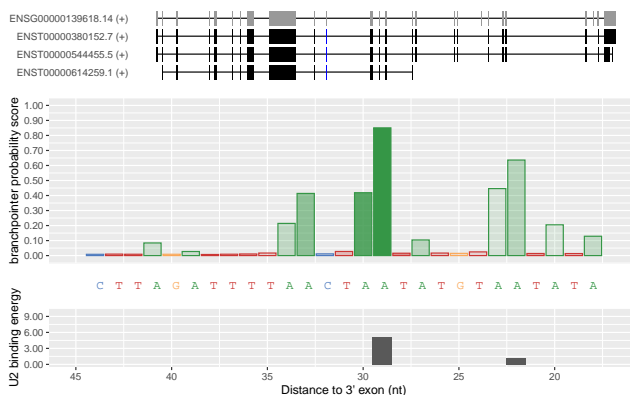 ENSG00000139618.14 (+)
ENST00000380152.7 (+)
ENST00000544455.5 (+)
ENST00000614259.1 (+)
branchpointer probability score
1.00
0.90
0.80
0.70
0.60
0.50
0.40
0.30
0.20
0.10
0.00
C T T A G A T T T T A A C T A A T A T G T A A T A T A
U2 binding energy
9.00
6.00
3.00
0.00
45 40 35 30 25 20
Distance to 3' exon (nt)